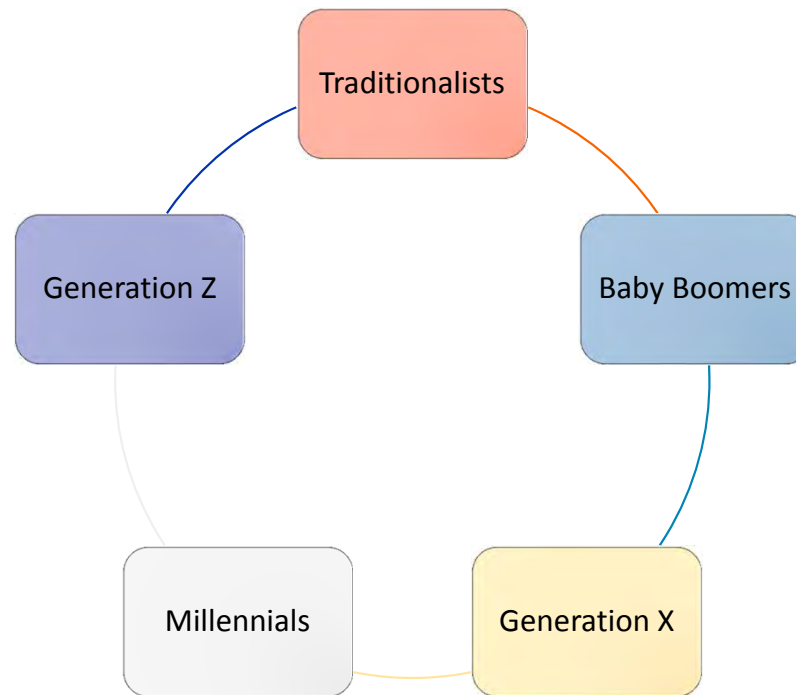 Traditionalists
Baby Boomers
Generation X
Millennials
Generation Z